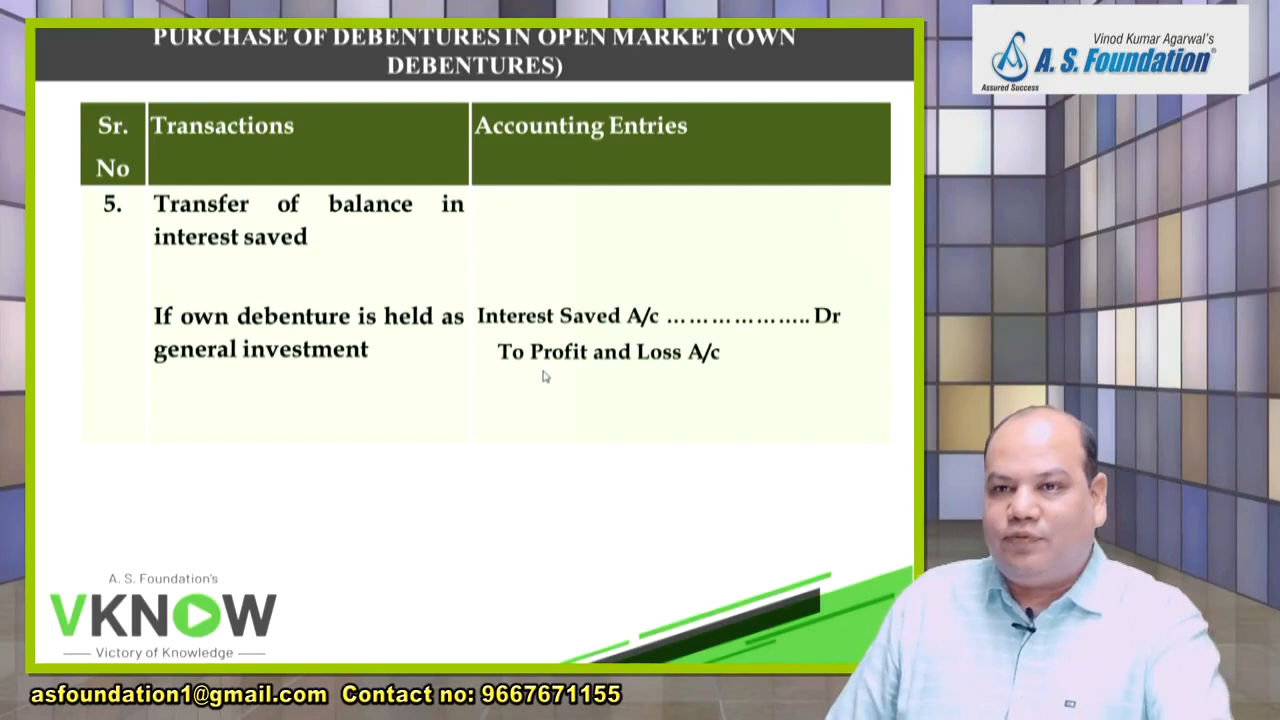 PURCHASE OF DEBENTURES IN OPEN MARKET (OWN
DEBENTURES)
Vinod Kumar Agarwal's
A. S. Foundation®
Assured Success
Sr.
No
Transactions
Accounting Entries
5.
Transfer of balance in
interest saved
If own debenture is held as
general investment
Interest Saved A/c ……………….. Dr
To Profit and Loss A/c
A. S. Foundation's
VKNOW
Victory of Knowledge
asfoundation1@gmail.com Contact no: 9667671155